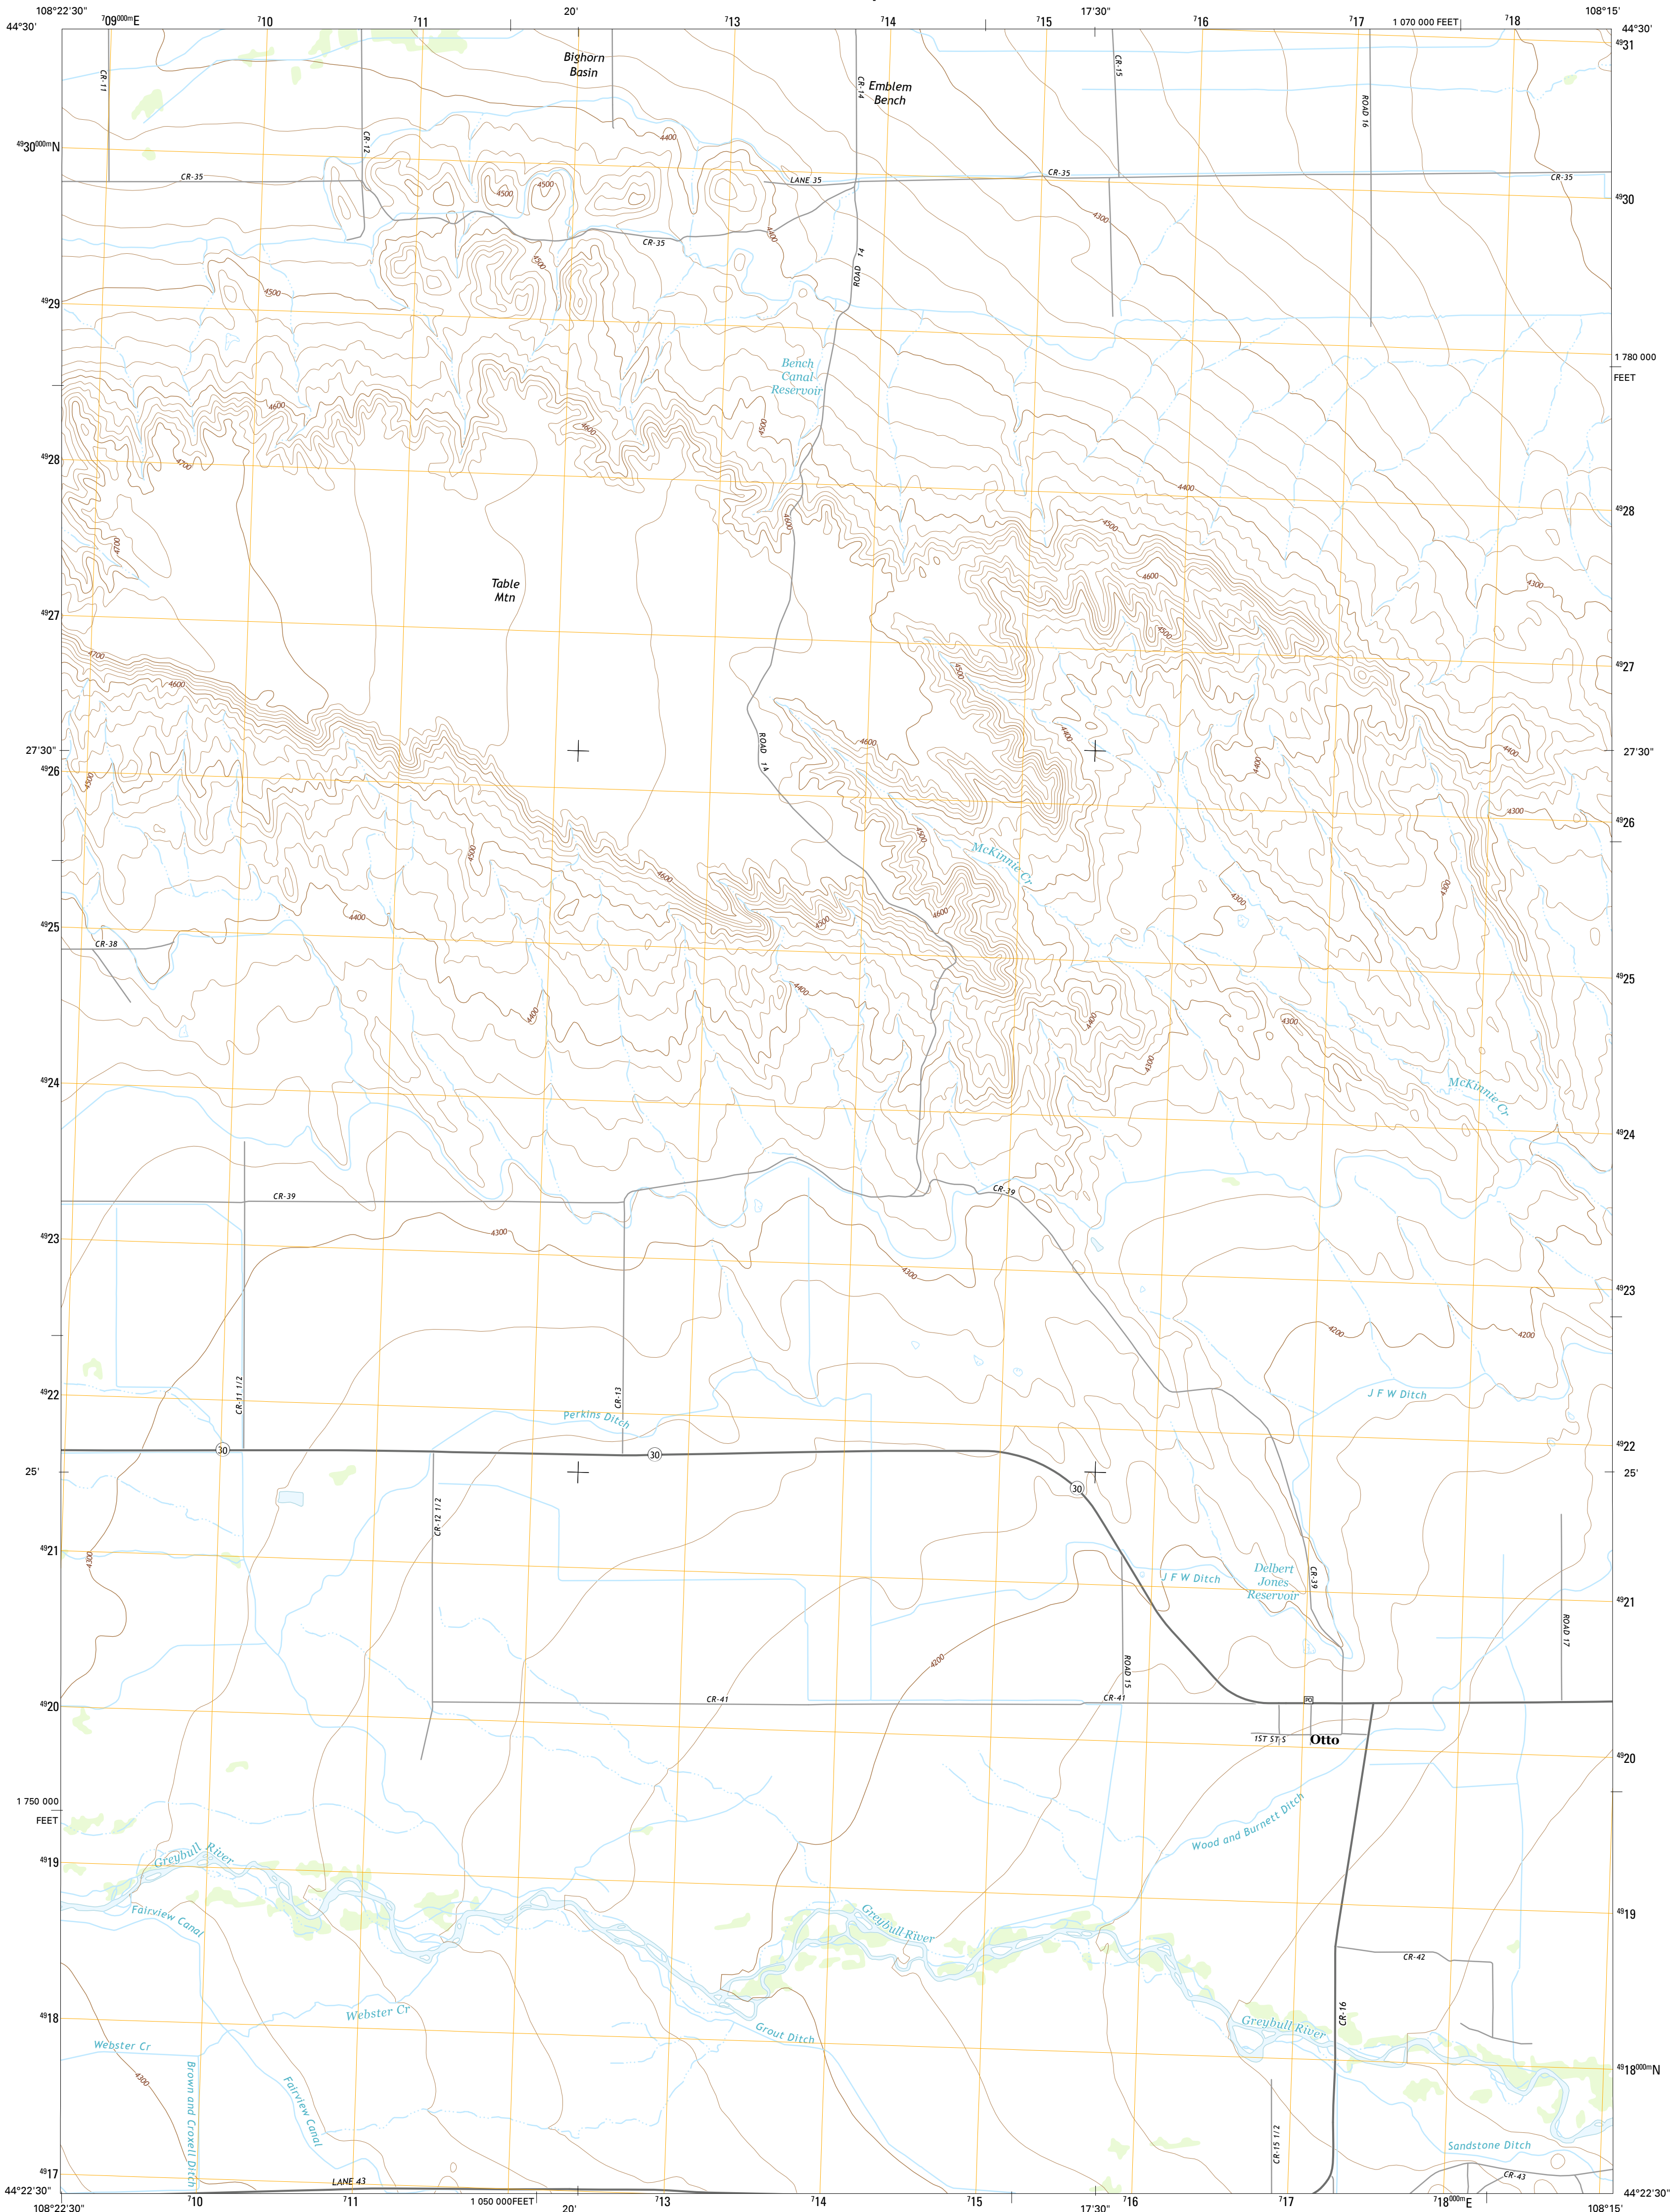 108°22'30"
709000mE
710
711
20'
713
714
715
17'30"
716
717
1 070 000 FEET
718
108°15'
44°30'
44°30'
4931
CR-11
Bighorn
Basin
CR-14
Emblem
Bench
CR-15
ROAD 16
4930000mN
CR-12
4400
CR-35
4500
4500
LANE 35
CR-35
CR-35
4930
4300
4400
CR-35
4500
ROAD 14
4929
4500
4929
1 780 000
FEET
Bench
Canal
Reservoir
4600
4600
4500
4928
4700
4400
4928
4600
4500
4700
4600
4300
Table
Mtn
4927
4500
4927
4700
4500
4600
4400
4600
4400
4400
27'30"
27'30"
ROAD 14
4926
4500
4300
4926
4500
4500
McKinnie Cr
4600
4300
4300
4400
4500
4600
4925
CR-38
4925
4400
4400
4400
4300
4300
4924
McKinnie Cr
4924
CR-39
CR-39
4300
4923
4300
4923
4200
4200
4922
CR-11 1/2
CR-13
Perkins Ditch
J F W Ditch
30
30
4922
25'
25'
30
CR-12 1/2
4921
4300
Delbert
Jones
Reservoir
J F W Ditch
CR-39
4921
ROAD 17
4200
ROAD 15
4920
CR-41
CR-41
PO
1ST ST S
Otto
4920
1 750 000
FEET
Wood and Burnett Ditch
4919
Greybull River
Fairview Canal
Greybull River
4919
CR-42
Webster Cr
4918
CR-16
Grout Ditch
Greybull River
Webster Cr
4918000mN
4300
Brown and Croxell Ditch
Fairview Canal
CR-15 1/2
Sandstone Ditch
4917
LANE 43
CR-43
44°22'30"
44°22'30"
108°22'30"
710
711
1 050 000FEET
20'
713
714
715
17'30"
716
717
718000mE
108°15'